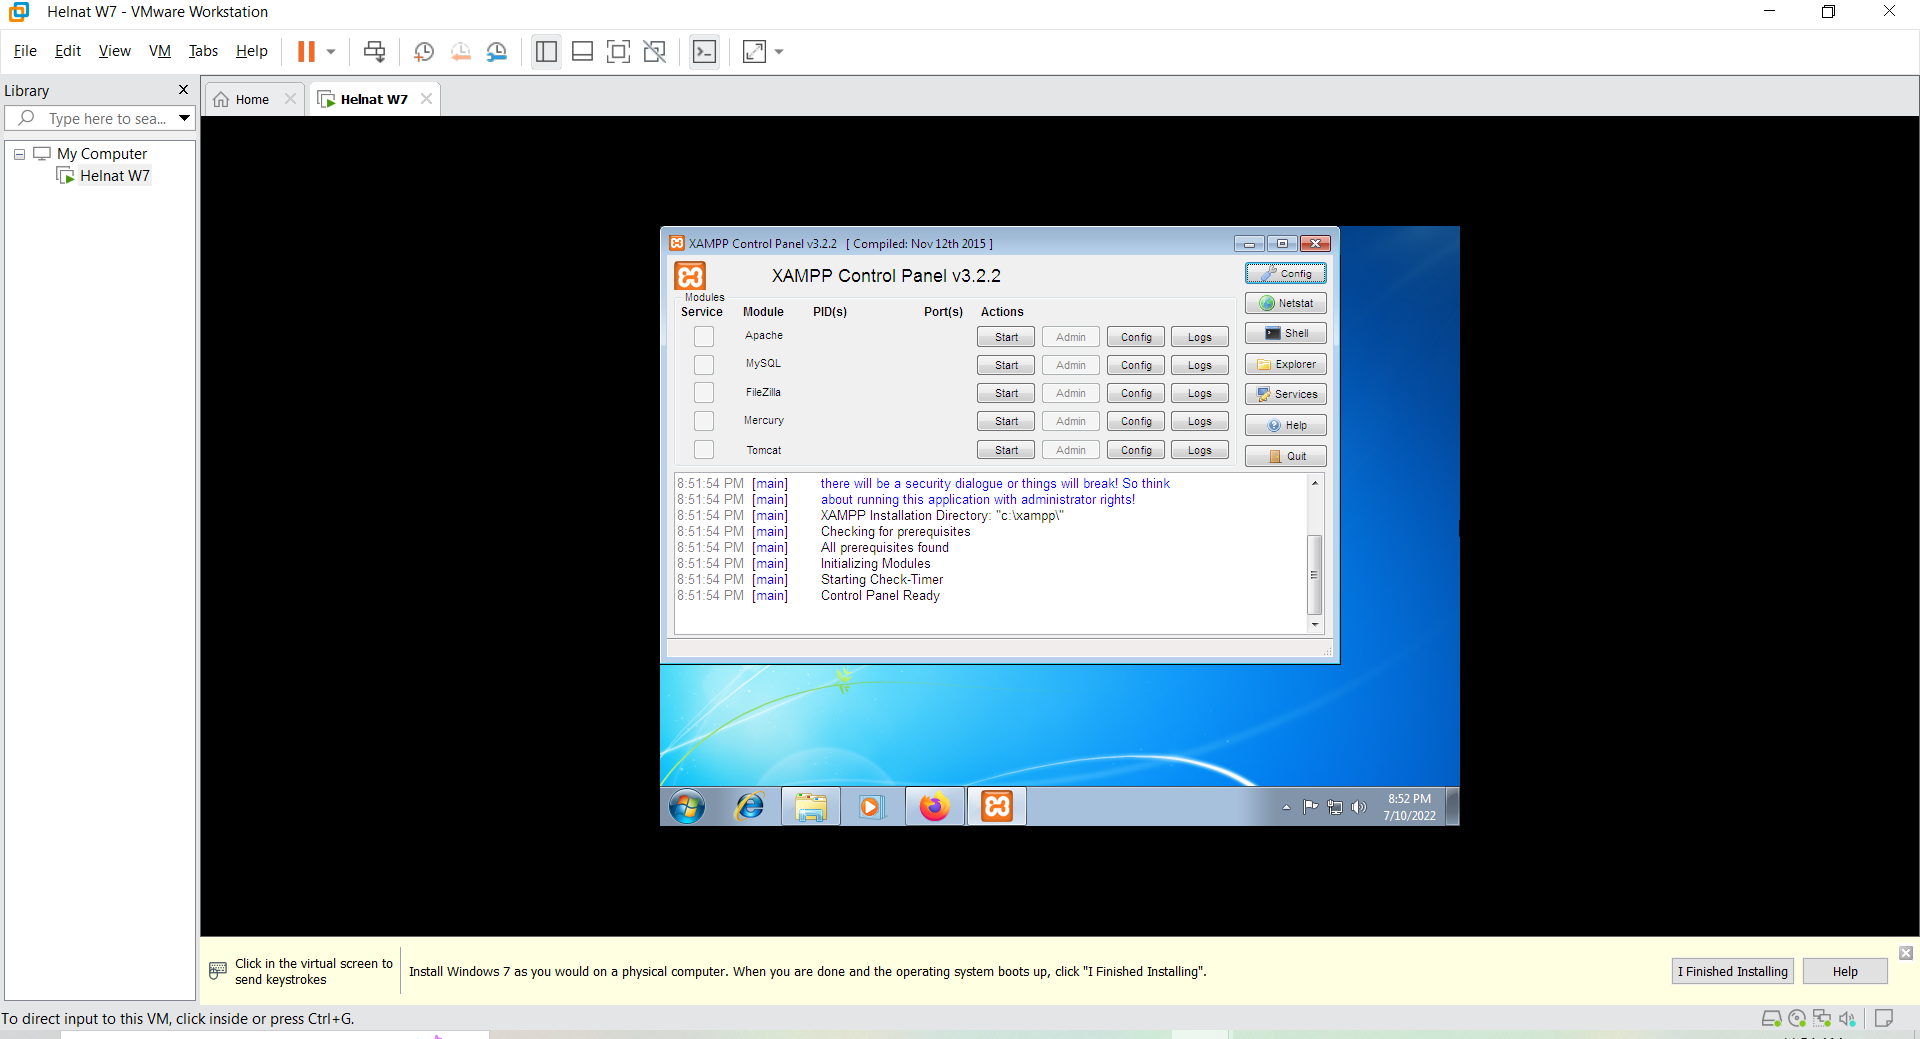 Helnat W7 - VMware Workstation
File Edit View VM Tabs Help
Library
Type here to sea...
My Computer
Helnat W7
Home
Helnat W7
XAMPP Control Panel v3.2.2 [ Compiled: Nov 12th 2015 ]
XAMPP Control Panel v3.2.2
Modules
Service Module PID(s) Port(s) Actions
Apache Start Admin Config Logs
MySQL Start Admin Config Logs
FileZilla Start Admin Config Logs
Mercury Start Admin Config Logs
Tomcat Start Admin Config Logs
Config
Netstat
Shell
Explorer
Services
Help
Quit
8:51:54 PM [main] there will be a security dialogue or things will break! So think
8:51:54 PM [main] about running this application with administrator rights!
8:51:54 PM [main] XAMPP Installation Directory: "c:\xampp\"
8:51:54 PM [main] Checking for prerequisites
8:51:54 PM [main] All prerequisites found
8:51:54 PM [main] Initializing Modules
8:51:54 PM [main] Starting Check-Timer
8:51:54 PM [main] Control Panel Ready
8:52 PM
7/10/2022
Click in the virtual screen to
send keystrokes
Install Windows 7 as you would on a physical computer. When you are done and the operating system boots up, click "I Finished Installing".
I Finished Installing
Help
To direct input to this VM, click inside or press Ctrl+G.